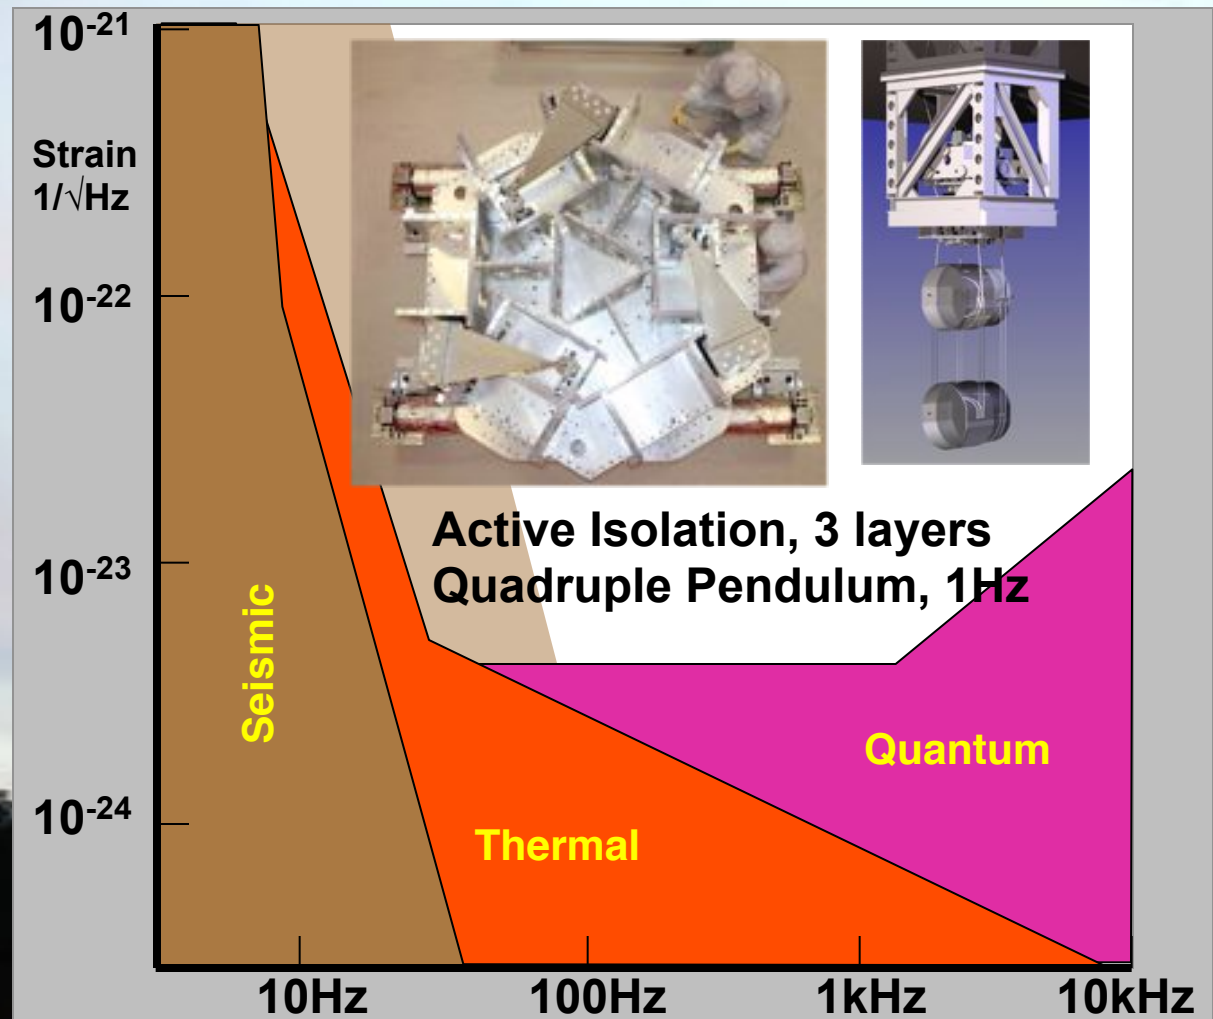 10⁻²¹
Strain
1/√Hz
10⁻²²
10⁻²³
10⁻²⁴
Active Isolation, 3 layers
Quadruple Pendulum, 1Hz
Seismic
Quantum
Thermal
10Hz 100Hz 1kHz 10kHz